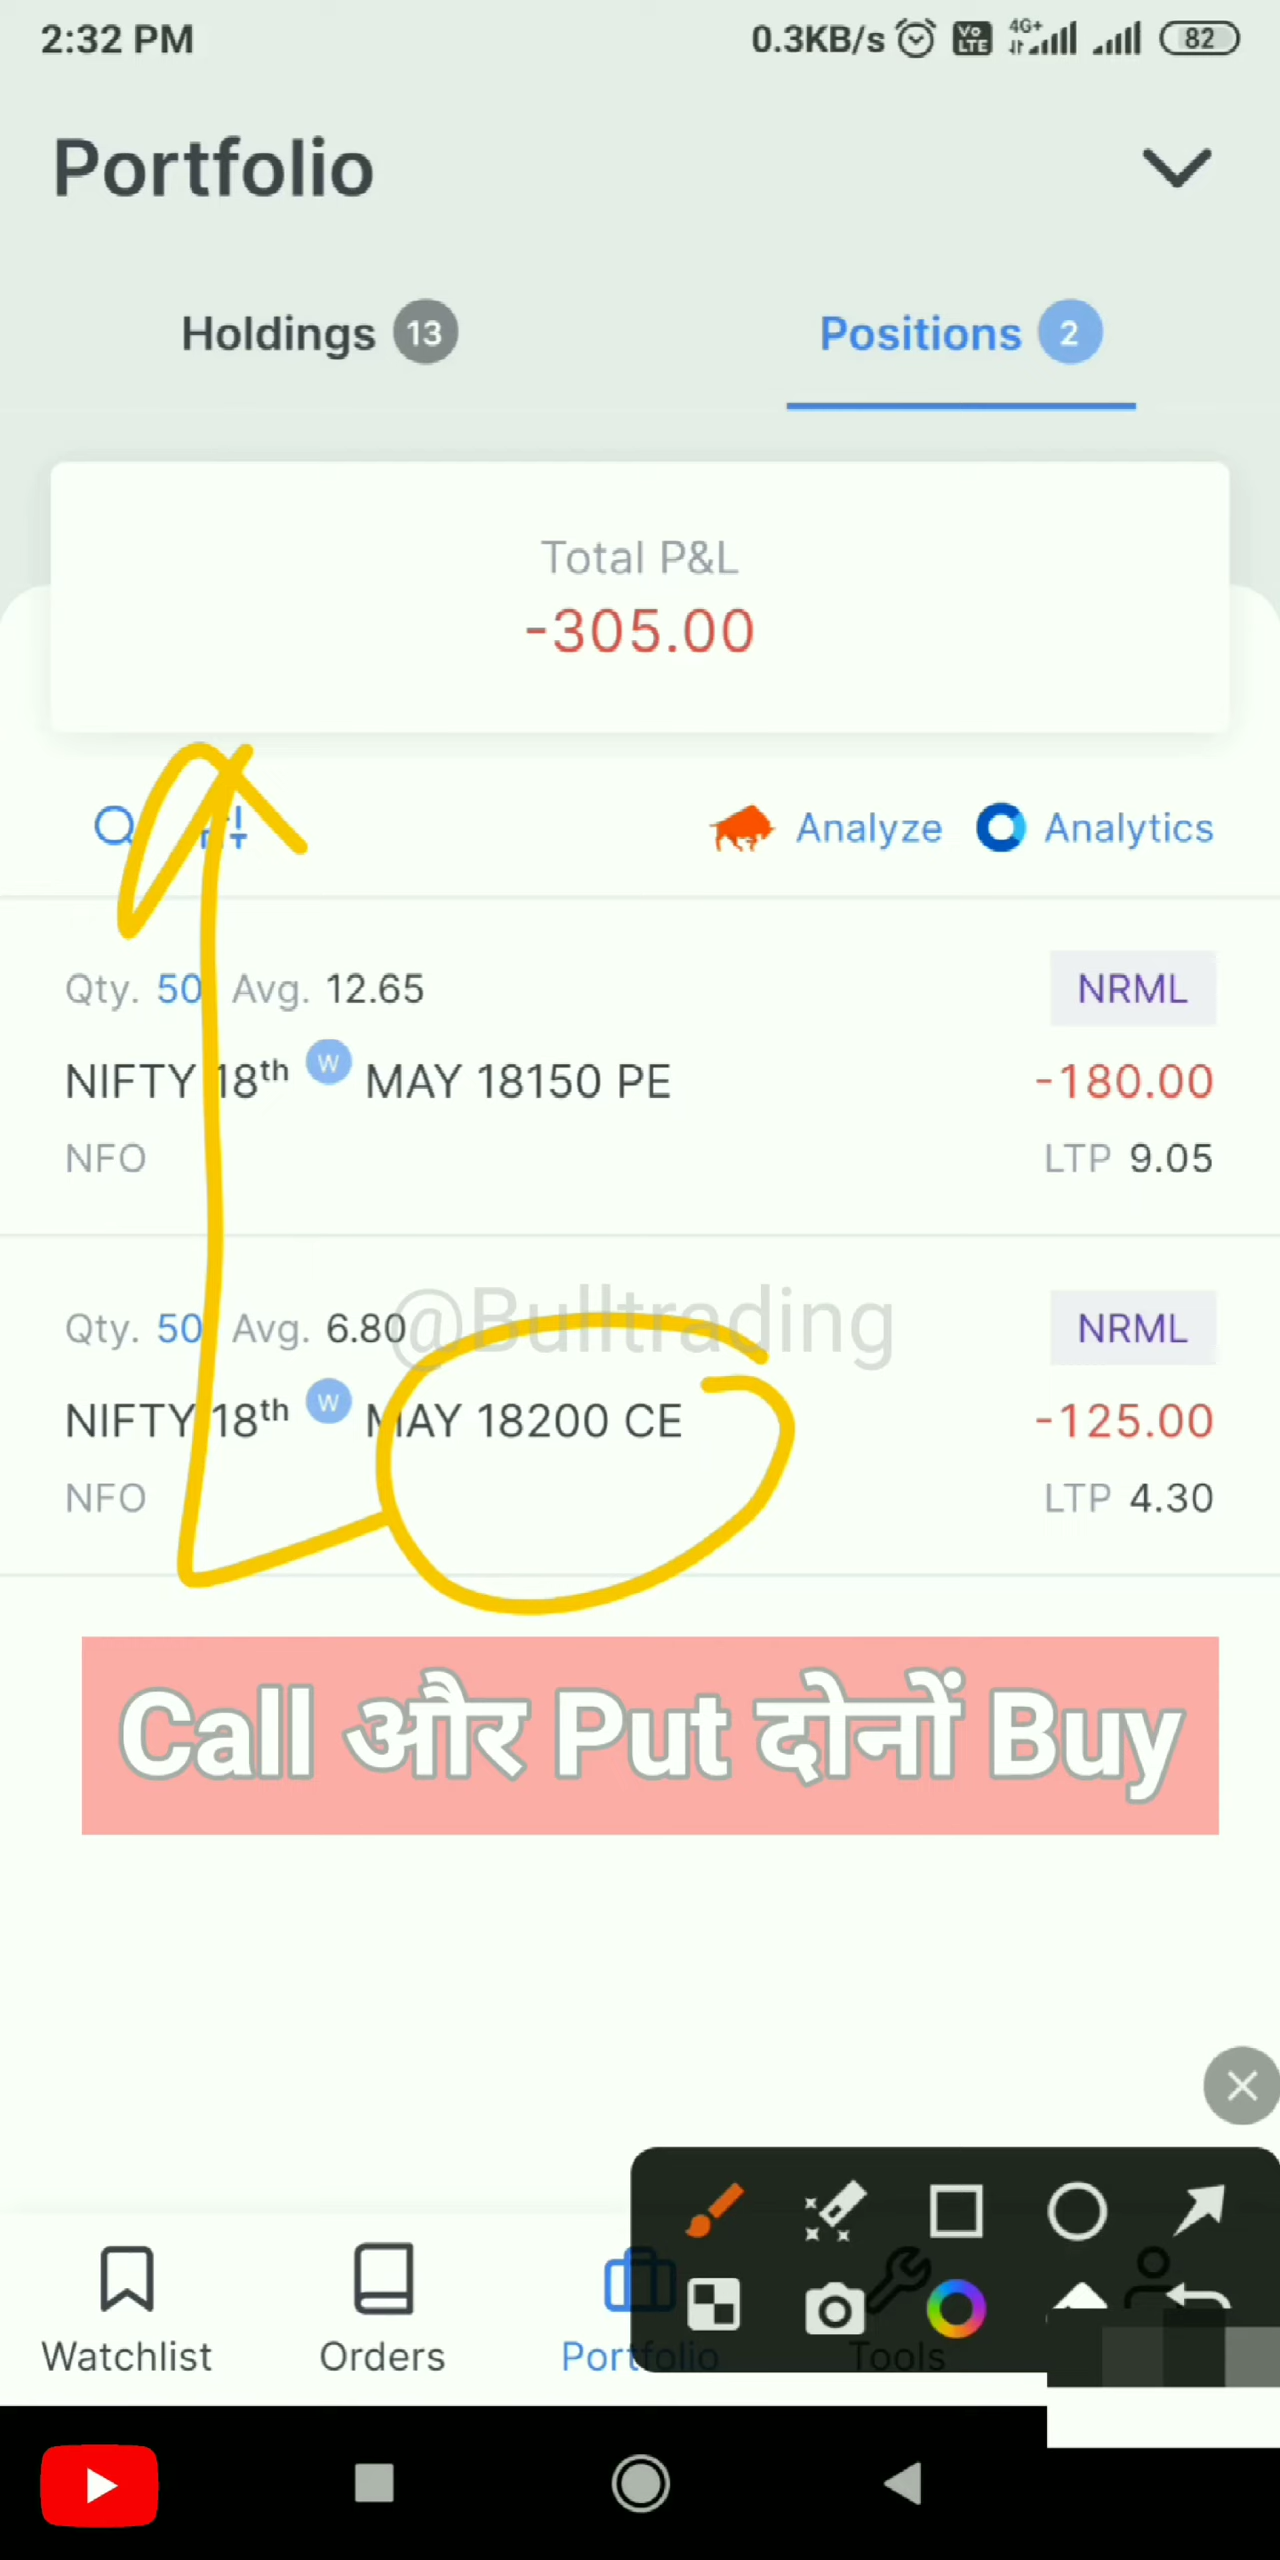 2:32 PM 0.3KB/s Vo LTE 4G+ 82
Portfolio
Holdings 13 Positions 2
Total P&L
-305.00
Analyze Analytics
Qty. 50 Avg. 12.65 NRML
NIFTY 18th W MAY 18150 PE -180.00
NFO LTP 9.05
@Bulltrading
Qty. 50 Avg. 6.80 NRML
NIFTY 18th W MAY 18200 CE -125.00
NFO LTP 4.30
Call और Put दोनों Buy
Watchlist Orders Portfolio Tools